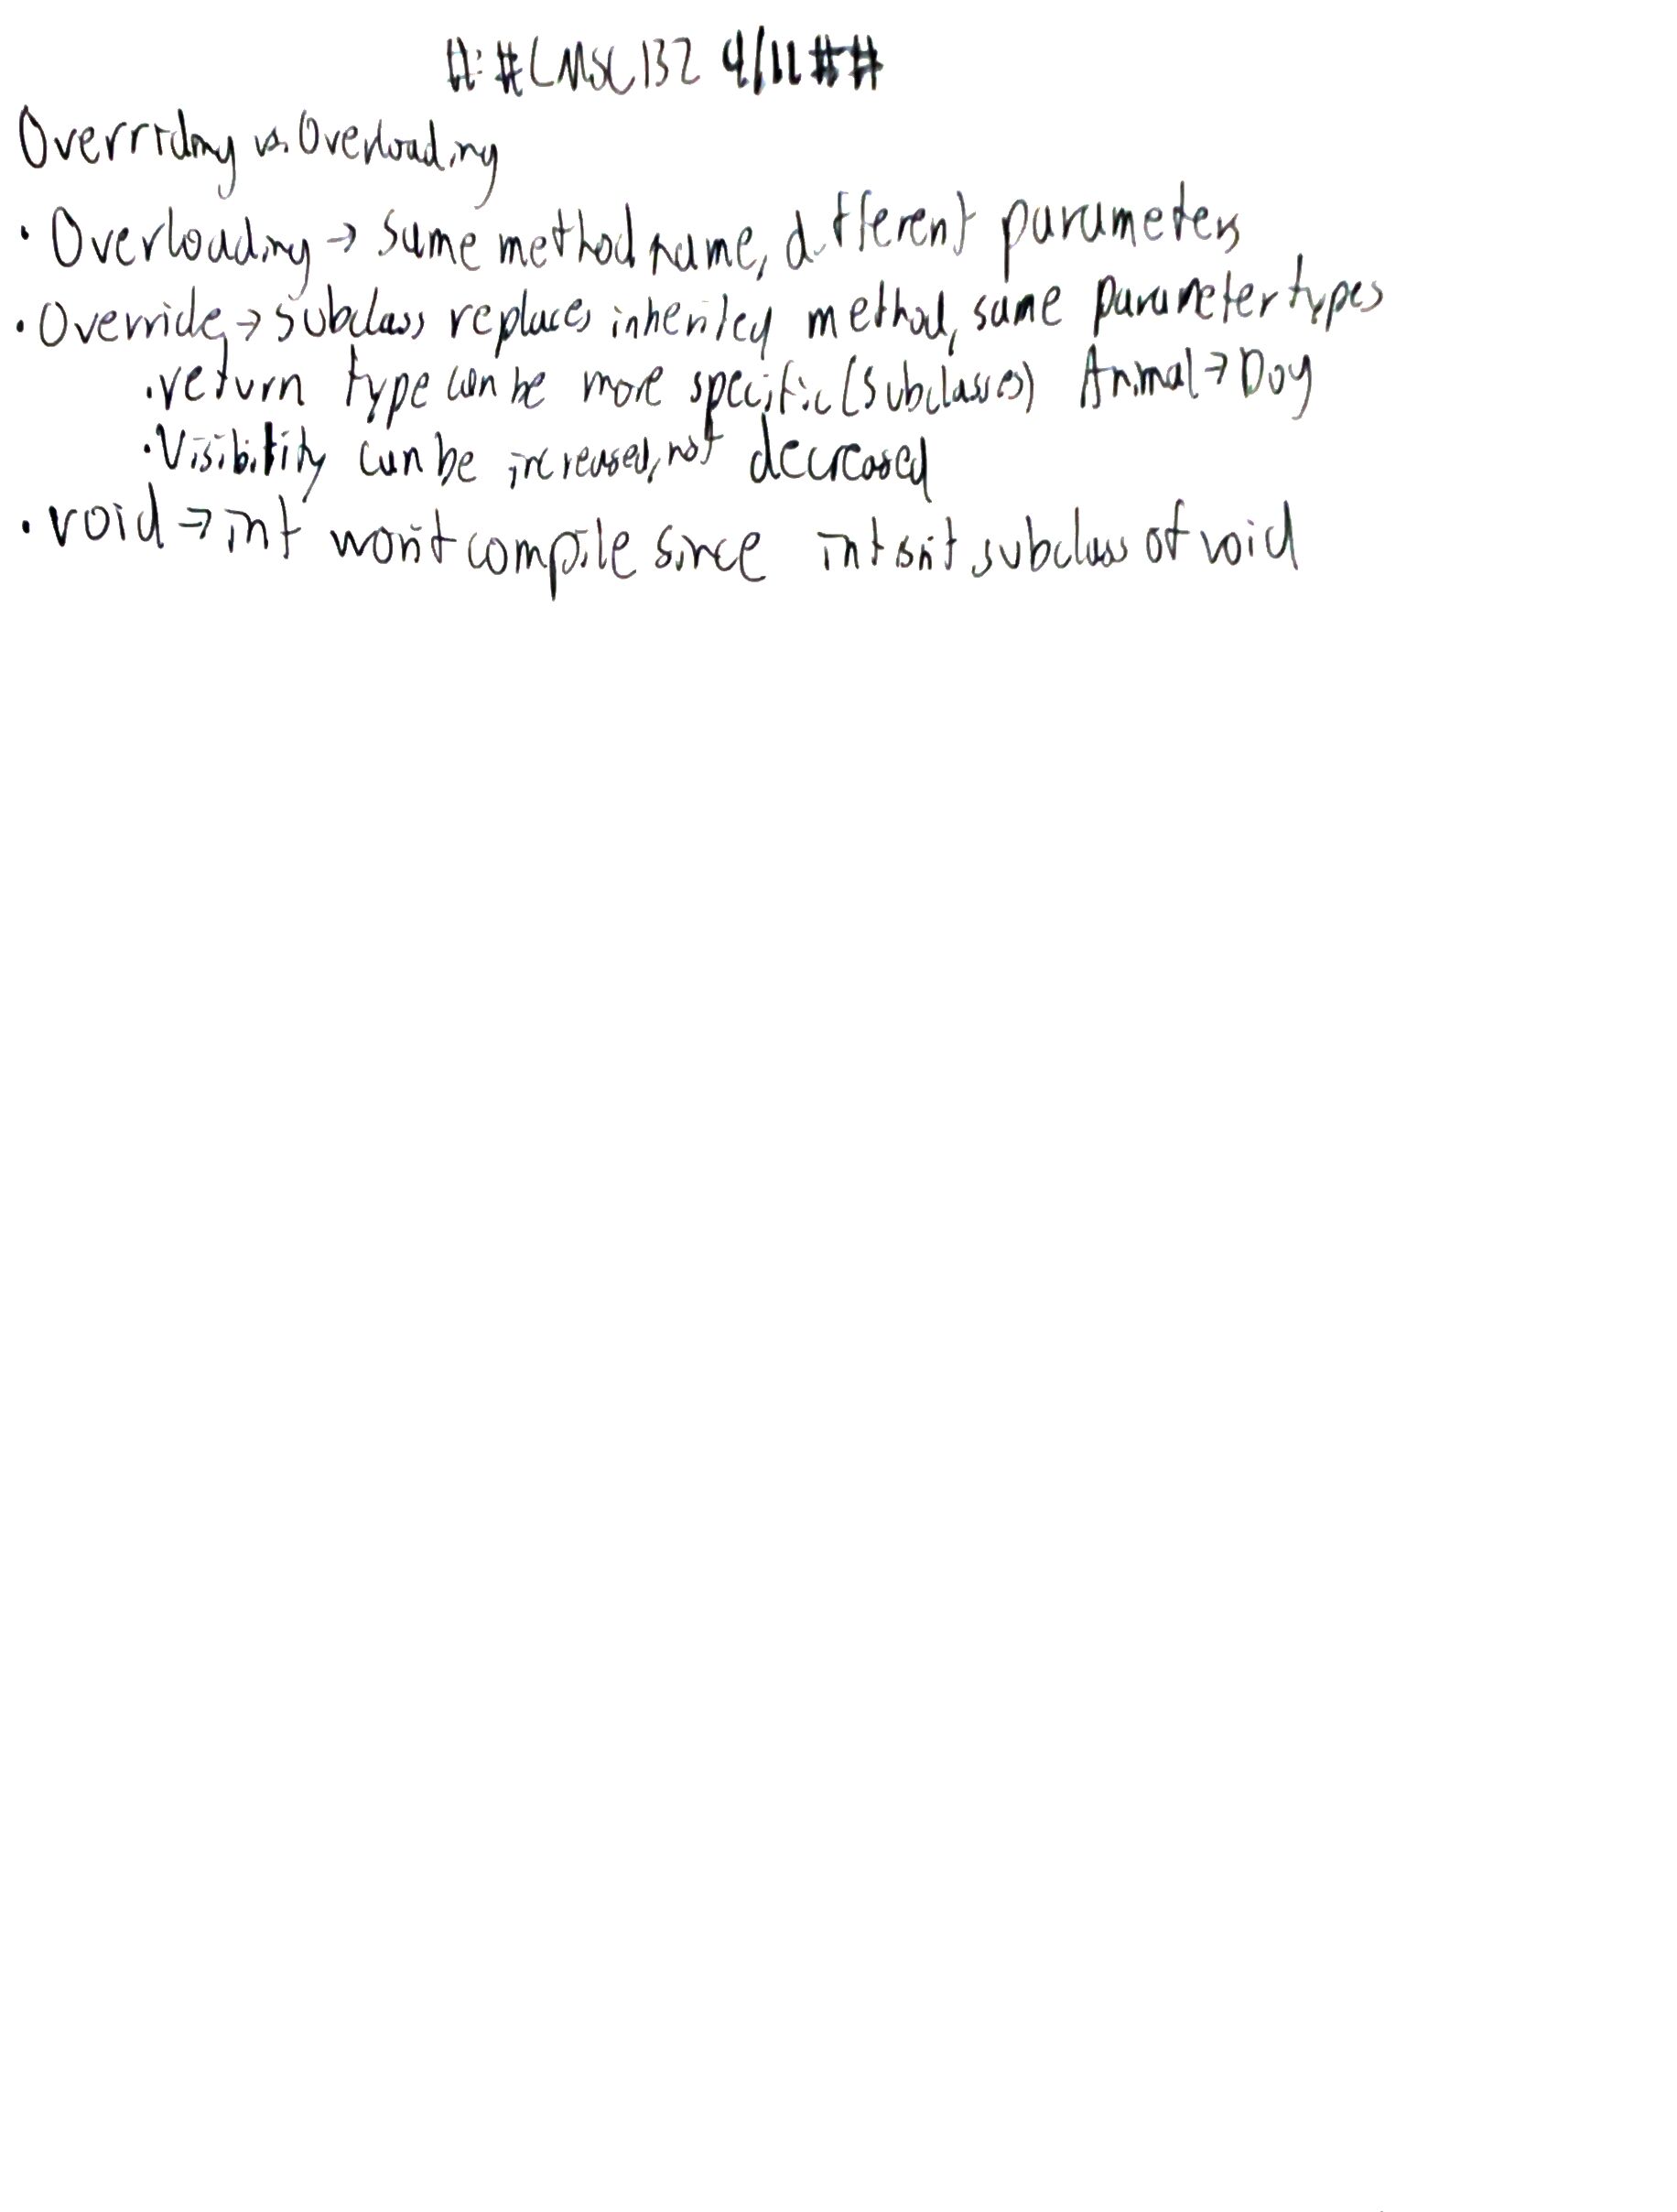 ##CMSC132 4/11##
Overriding vs. Overloading
· Overloading → same method name, different parameters
· Override → subclass replaces inherited method, same parameter types
· return type can be more specific (subclasses) Animal → Dog
· Visibility can be increased, not decreased
· void → int won't compile since int isn't subclass of void